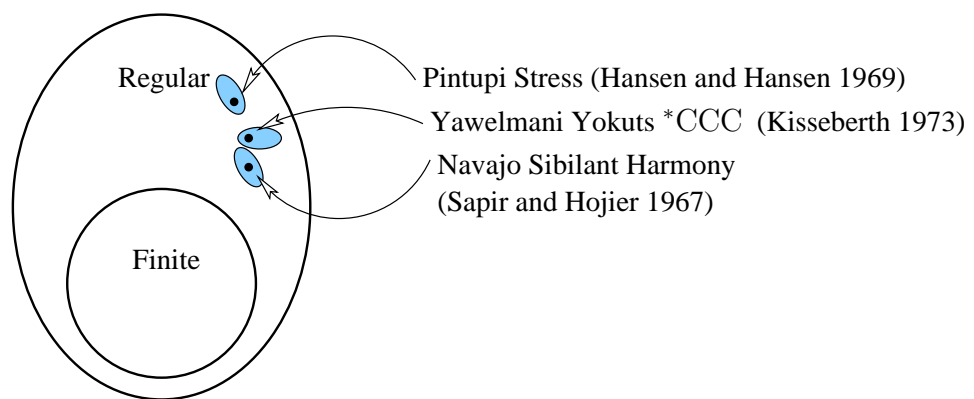 Regular
Pintupi Stress (Hansen and Hansen 1969)
Yawelmani Yokuts *CCC (Kisseberth 1973)
Navajo Sibilant Harmony
(Sapir and Hojier 1967)
Finite